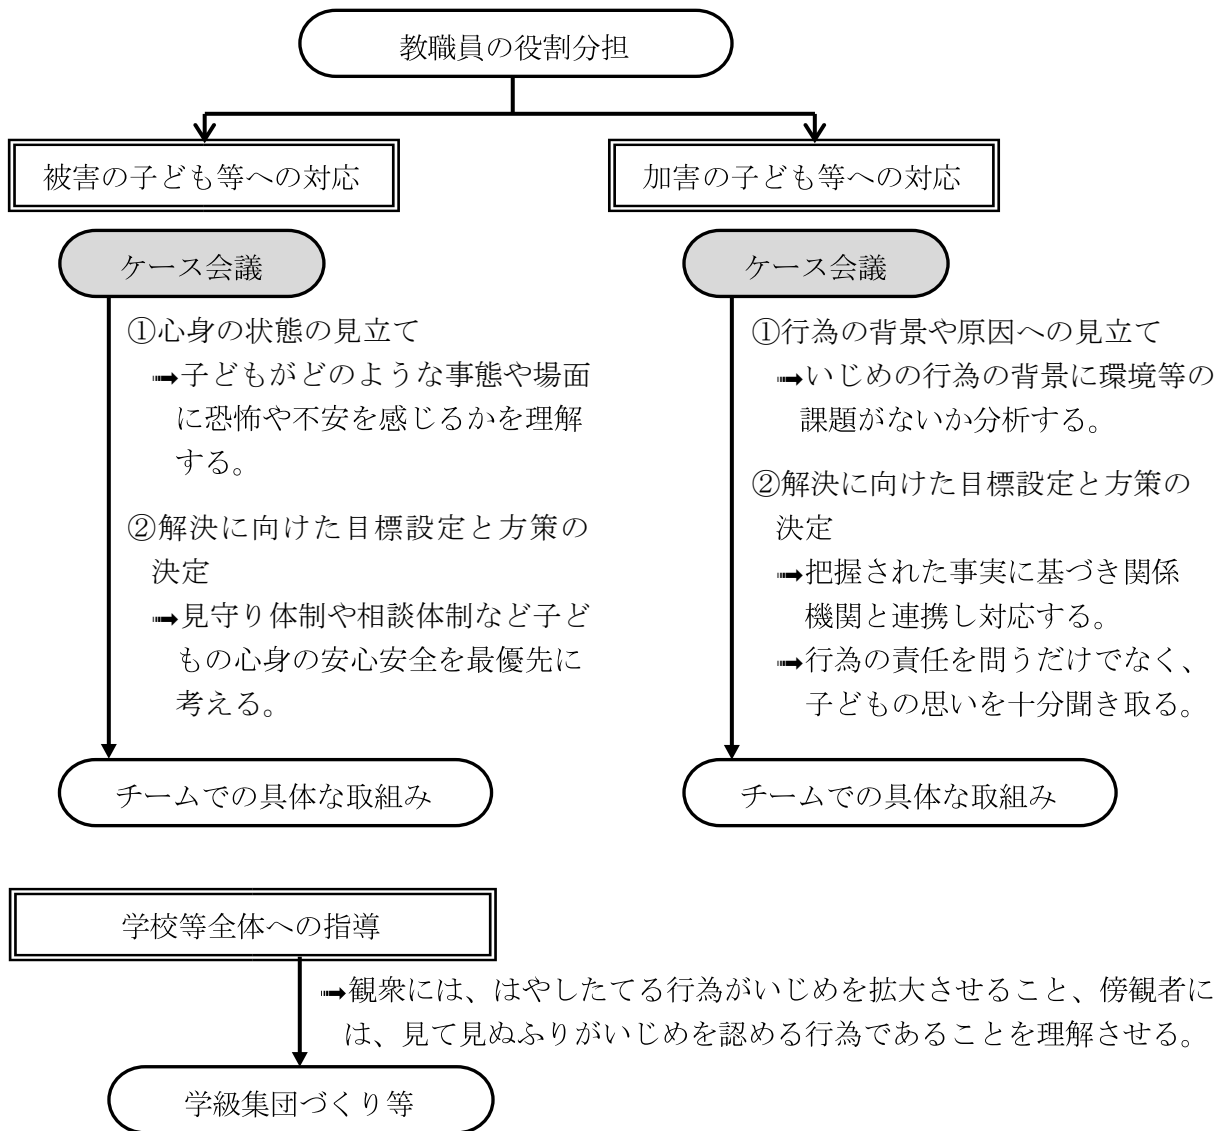 教職員の役割分担
被害の子ども等への対応
ケース会議
①心身の状態の見立て
➟子どもがどのような事態や場面
に恐怖や不安を感じるかを理解
する。
②解決に向けた目標設定と方策の
決定
➟見守り体制や相談体制など子ど
もの心身の安心安全を最優先に
考える。
チームでの具体な取組み
加害の子ども等への対応
ケース会議
①行為の背景や原因への見立て
➟いじめの行為の背景に環境等の
課題がないか分析する。
②解決に向けた目標設定と方策の
決定
➟把握された事実に基づき関係
機関と連携し対応する。
➟行為の責任を問うだけでなく、
子どもの思いを十分聞き取る。
チームでの具体な取組み
学校等全体への指導
➟観衆には、はやしたてる行為がいじめを拡大させること、傍観者に
は、見て見ぬふりがいじめを認める行為であることを理解させる。
学級集団づくり等